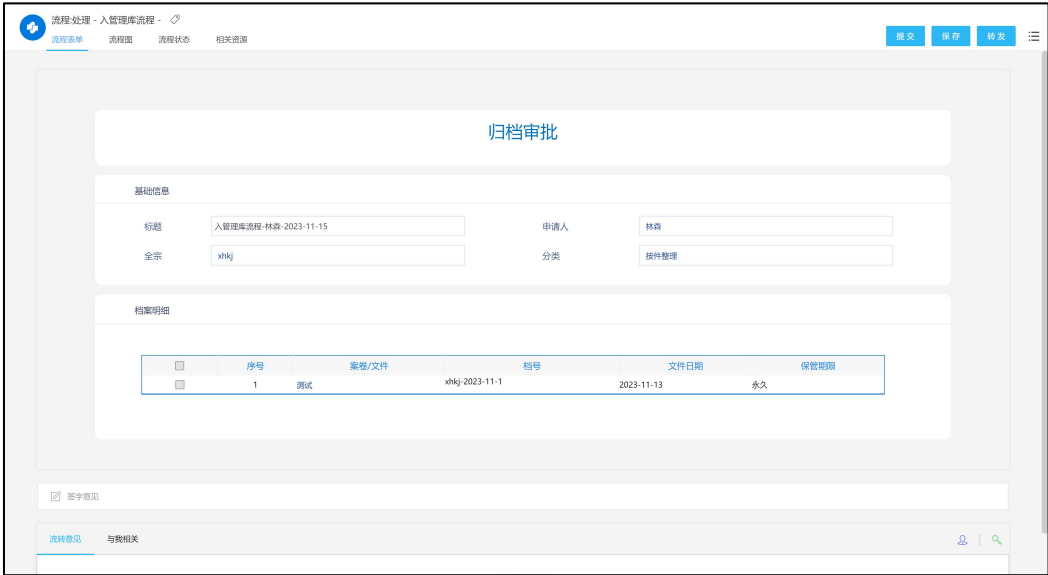 流程处理 - 入管理库流程 -
流程表单 流程图 流程状态 相关资源
提交 保存 转发
归档审批
基础信息
标题 入管理库流程-林森-2023-11-15 申请人 林森
全宗 xhkj 分类 按件整理
档案明细
序号 案卷/文件 档号 文件日期 保管期限
1 测试 xhkj-2023-11-1 2023-11-13 永久
签字意见
流转意见 与我相关